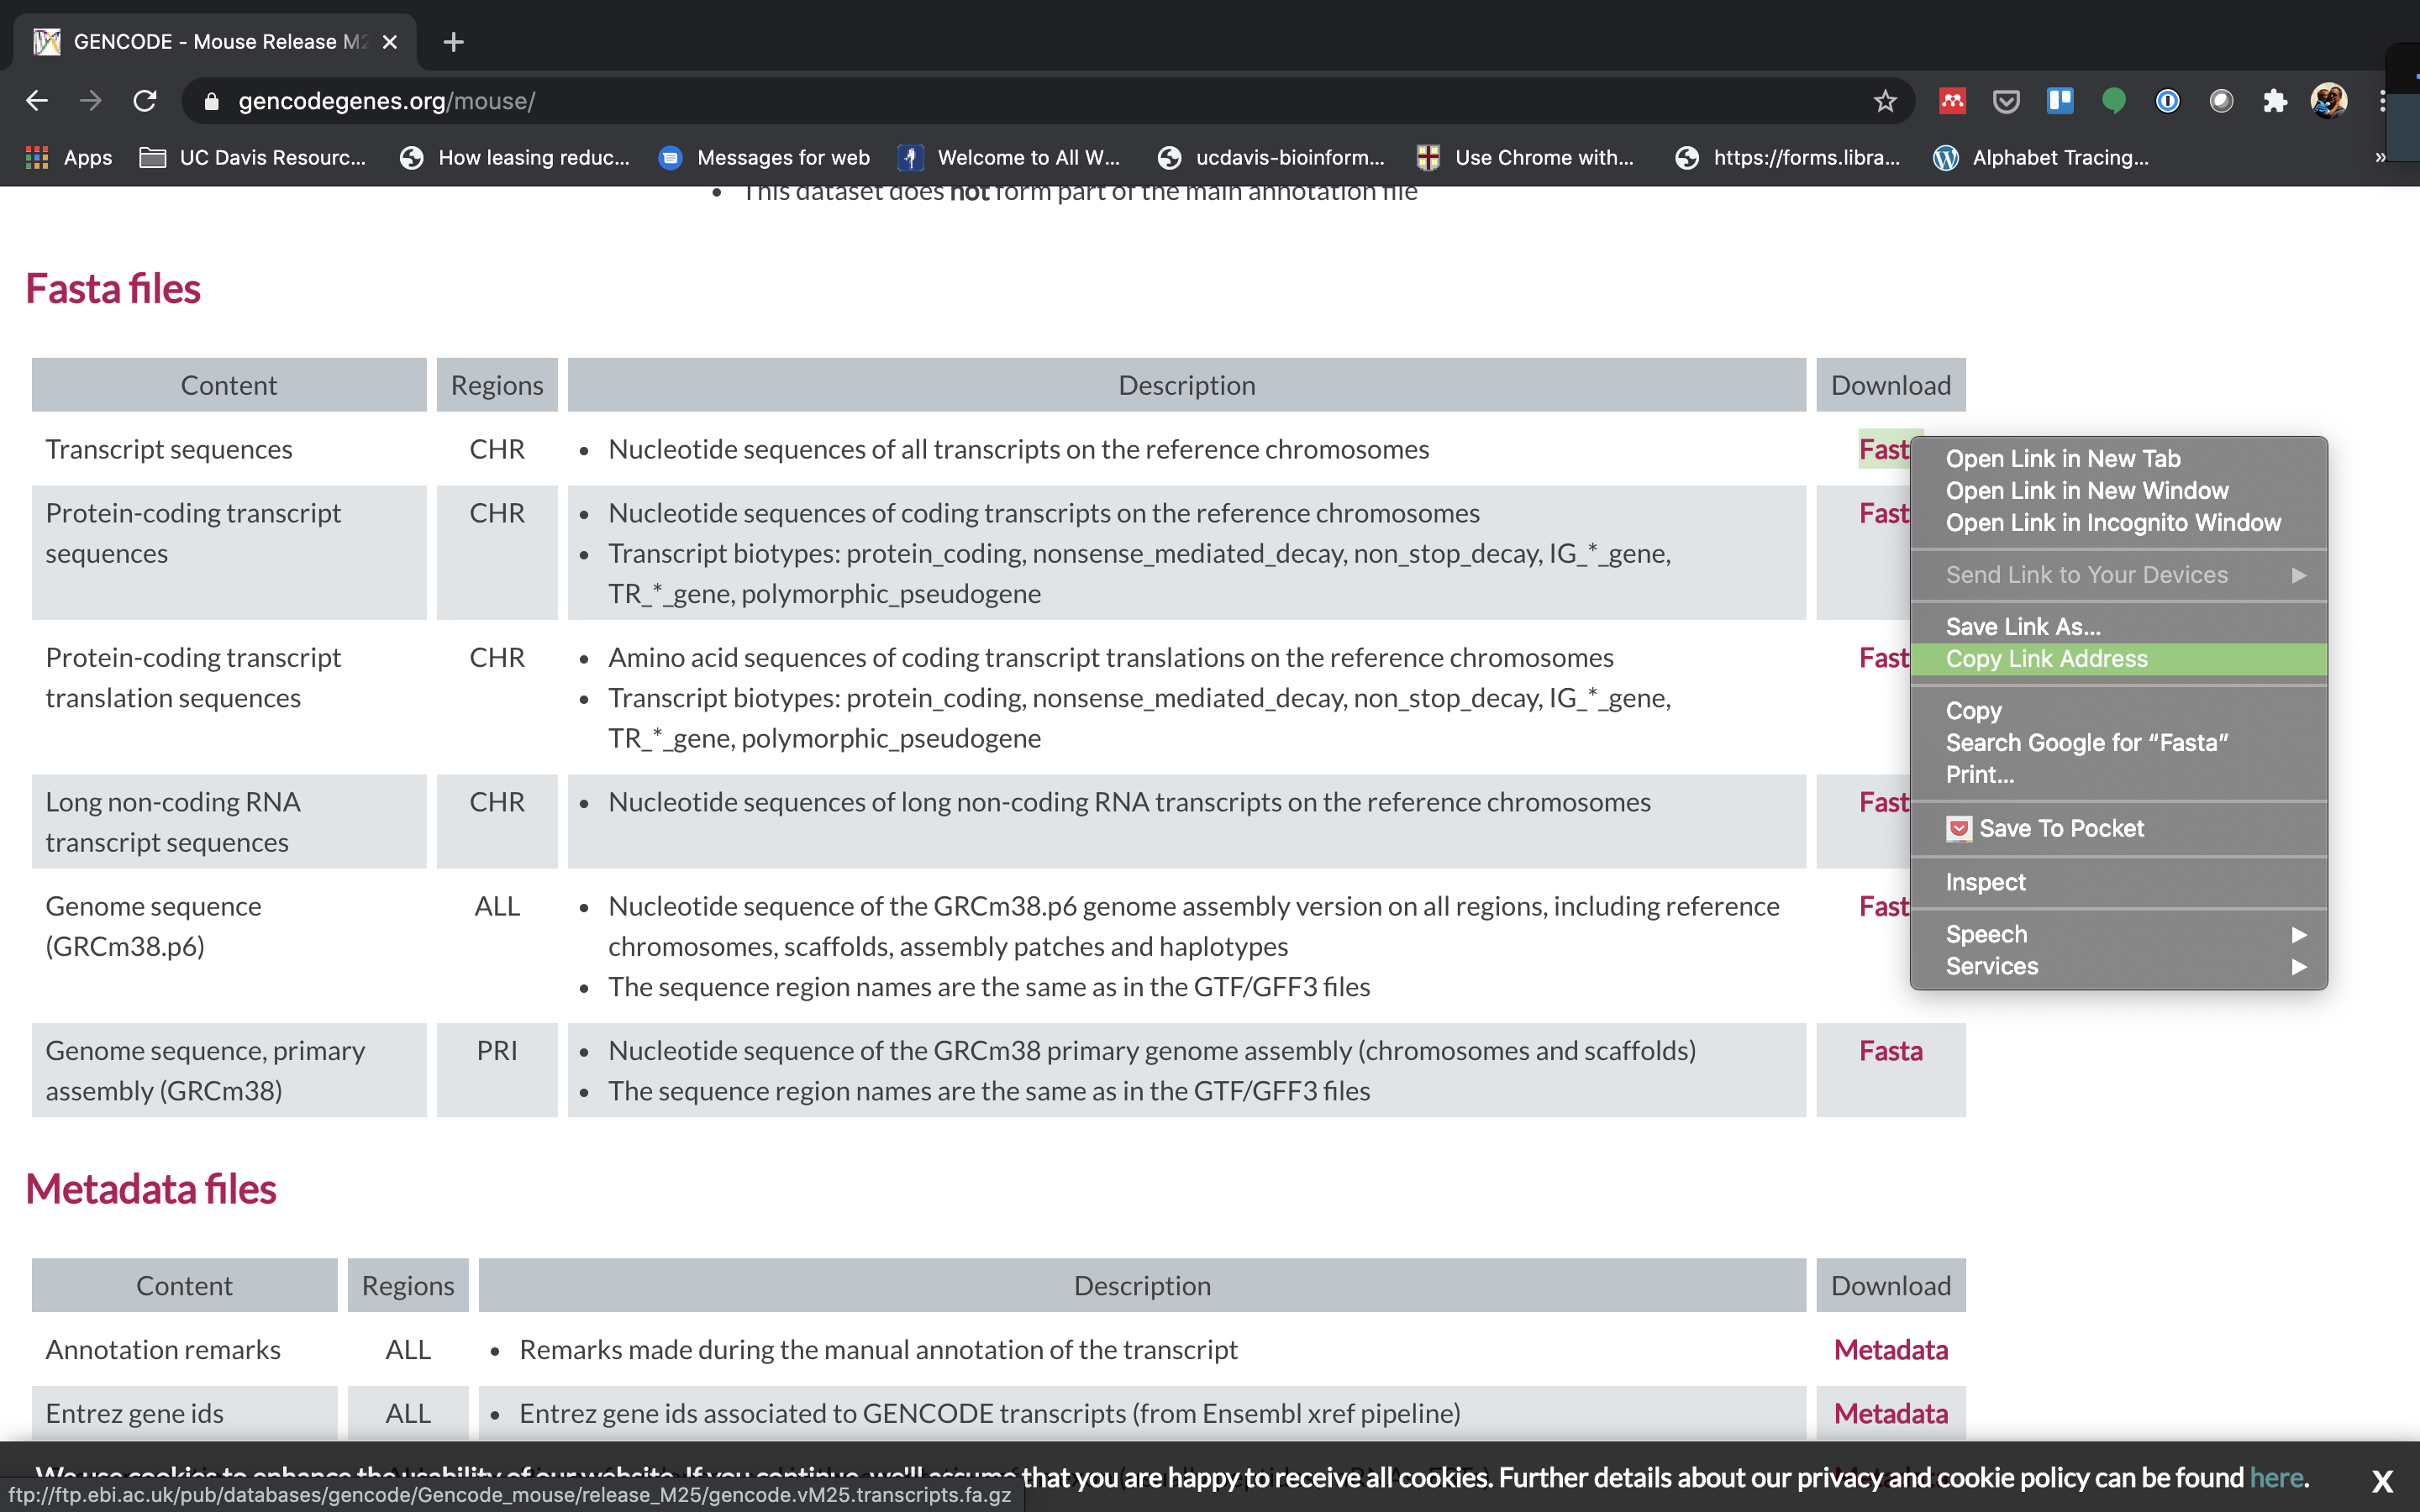 GENCODE - Mouse Release M2
gencodegenes.org/mouse/
Apps
UC Davis Resourc...
How leasing reduc...
Messages for web
Welcome to All W...
ucdavis-bioinform...
Use Chrome with...
https://forms.libra...
Alphabet Tracing...
»
This dataset does not form part of the main annotation file
Fasta files
Content Regions Description Download
Transcript sequences CHR • Nucleotide sequences of all transcripts on the reference chromosomes Fast
Protein-coding transcript CHR • Nucleotide sequences of coding transcripts on the reference chromosomes Fast
sequences • Transcript biotypes: protein_coding, nonsense_mediated_decay, non_stop_decay, IG_*_gene,
TR_*_gene, polymorphic_pseudogene
Protein-coding transcript CHR • Amino acid sequences of coding transcript translations on the reference chromosomes Fast
translation sequences • Transcript biotypes: protein_coding, nonsense_mediated_decay, non_stop_decay, IG_*_gene,
TR_*_gene, polymorphic_pseudogene
Long non-coding RNA CHR • Nucleotide sequences of long non-coding RNA transcripts on the reference chromosomes Fast
transcript sequences
Genome sequence ALL • Nucleotide sequence of the GRCm38.p6 genome assembly version on all regions, including reference Fast
(GRCm38.p6) chromosomes, scaffolds, assembly patches and haplotypes
• The sequence region names are the same as in the GTF/GFF3 files
Genome sequence, primary PRI • Nucleotide sequence of the GRCm38 primary genome assembly (chromosomes and scaffolds) Fasta
assembly (GRCm38) • The sequence region names are the same as in the GTF/GFF3 files
Open Link in New Tab
Open Link in New Window
Open Link in Incognito Window
Send Link to Your Devices
Save Link As...
Copy Link Address
Copy
Search Google for “Fasta”
Print...
Save To Pocket
Inspect
Speech
Services
Metadata files
Content Regions Description Download
Annotation remarks ALL • Remarks made during the manual annotation of the transcript Metadata
Entrez gene ids ALL • Entrez gene ids associated to GENCODE transcripts (from Ensembl xref pipeline) Metadata
We use cookies to enhance the usability of our website. If you continue, we'll assume that you are happy to receive all cookies. Further details about our privacy and cookie policy can be found here. X
ftp://ftp.ebi.ac.uk/pub/databases/gencode/Gencode_mouse/release_M25/gencode.vM25.transcripts.fa.gz